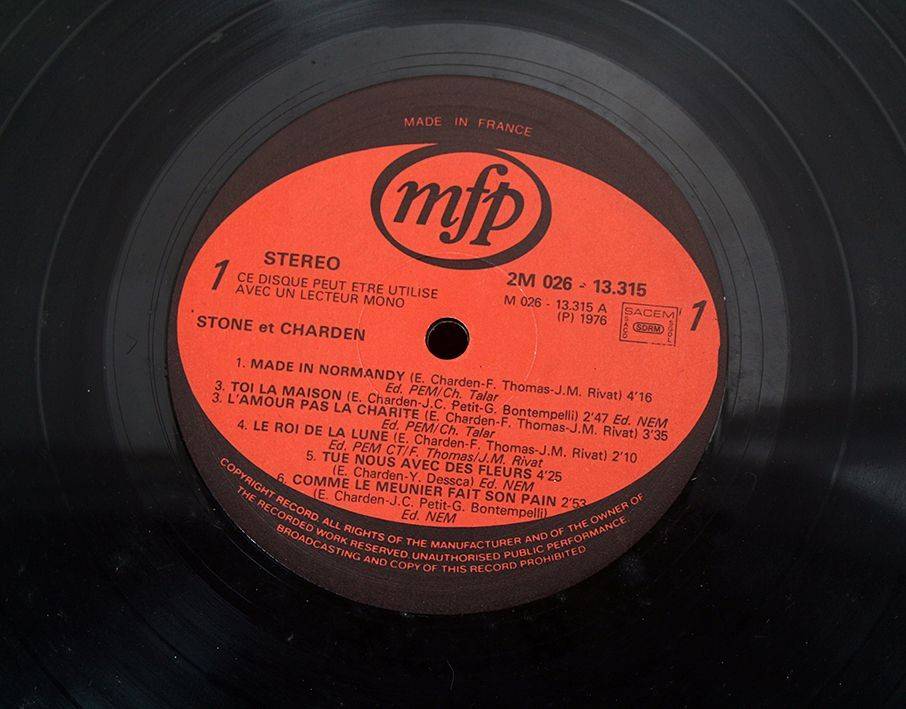 MADE IN FRANCE
mfp
STEREO
1
CE DISQUE PEUT ETRE UTILISE
AVEC UN LECTEUR MONO
2M 026 - 13.315
M 026 - 13.315 A
(P) 1976
SACEM
SACD
SDRM
SGDL
1
STONE et CHARDEN
1. MADE IN NORMANDY (E. Charden-F. Thomas-J.M. Rivat) 4'16
Ed. PEM/Ch. Talar
3. TOI LA MAISON (E. Charden-J.C. Petit-G. Bontempelli) 2'47 Ed. NEM
3. L'AMOUR PAS LA CHARITE (E. Charden-F. Thomas-J.M. Rivat) 3'35
Ed. PEM/Ch. Talar
4. LE ROI DE LA LUNE (E. Charden-F. Thomas-J.M. Rivat) 2'10
Ed. PEM CT/F. Thomas/J.M. Rivat
5. TUE NOUS AVEC DES FLEURS 4'25
(E. Charden-Y. Dessca) Ed. NEM
6. COMME LE MEUNIER FAIT SON PAIN 2'53
(E. Charden-J.C. Petit-G. Bontempelli)
Ed. NEM
COPYRIGHT RECORD. ALL RIGHTS OF THE MANUFACTURER AND OF THE OWNER OF
THE RECORDED WORK RESERVED. UNAUTHORISED PUBLIC PERFORMANCE.
BROADCASTING AND COPY OF THIS RECORD PROHIBITED